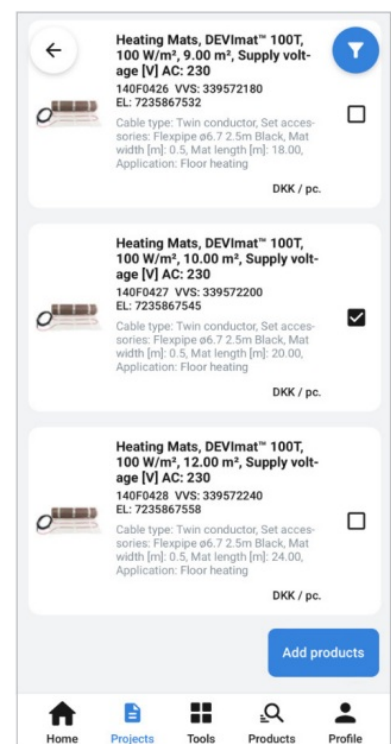 Heating Mats, DEVImat™ 100T,
100 W/m², 9.00 m², Supply volt-
age [V] AC: 230
140F0426 VVS: 339572180
EL: 7235867532
Cable type: Twin conductor, Set acces-
sories: Flexpipe ø6.7 2.5m Black, Mat
width [m]: 0.5, Mat length [m]: 18.00,
Application: Floor heating
DKK / pc.
Heating Mats, DEVImat™ 100T,
100 W/m², 10.00 m², Supply volt-
age [V] AC: 230
140F0427 VVS: 339572200
EL: 7235867545
Cable type: Twin conductor, Set acces-
sories: Flexpipe ø6.7 2.5m Black, Mat
width [m]: 0.5, Mat length [m]: 20.00,
Application: Floor heating
DKK / pc.
Heating Mats, DEVImat™ 100T,
100 W/m², 12.00 m², Supply volt-
age [V] AC: 230
140F0428 VVS: 339572240
EL: 7235867558
Cable type: Twin conductor, Set acces-
sories: Flexpipe ø6.7 2.5m Black, Mat
width [m]: 0.5, Mat length [m]: 24.00,
Application: Floor heating
DKK / pc.
Add products
Home Projects Tools Products Profile